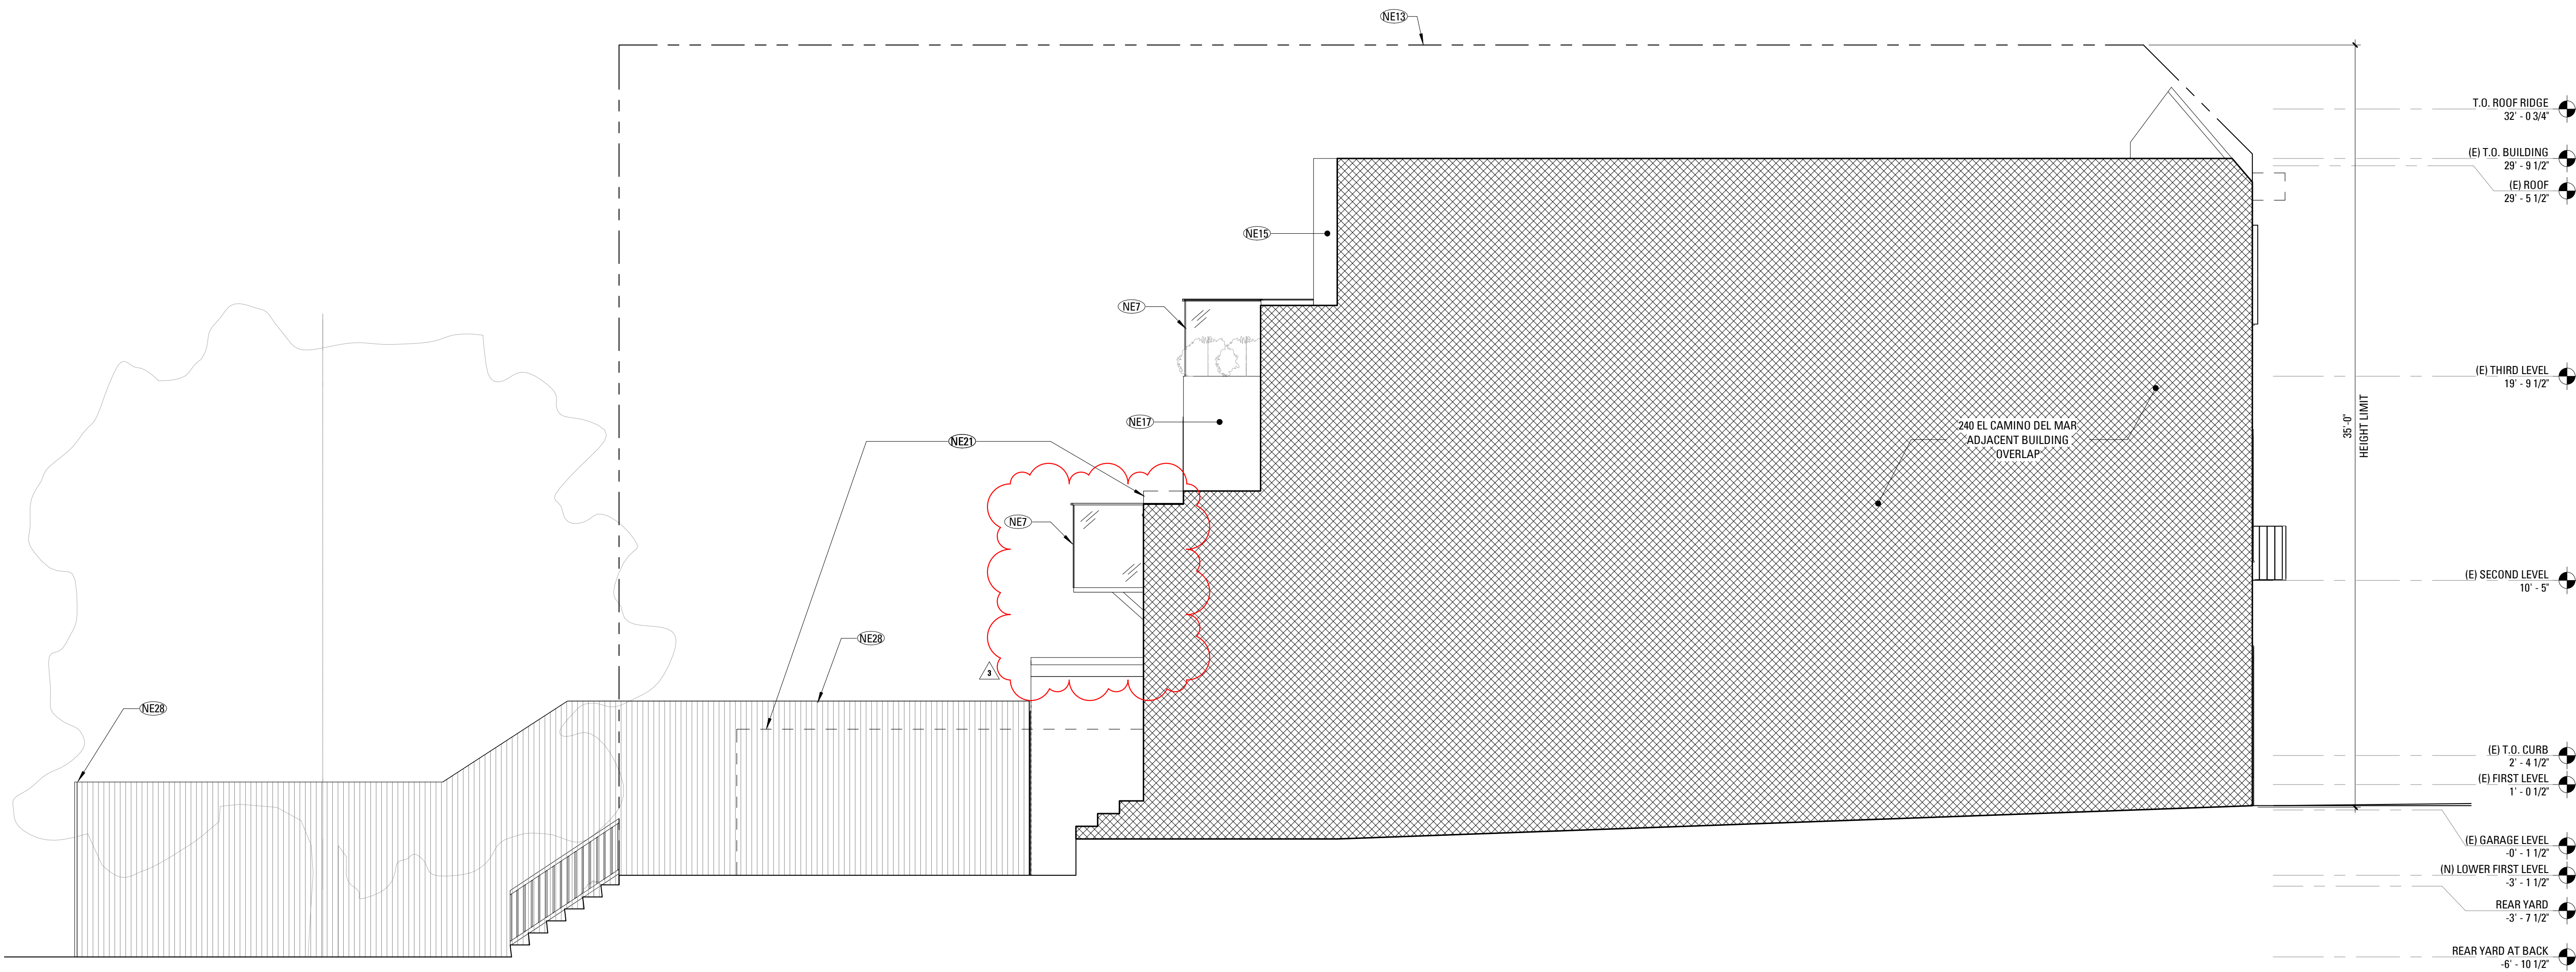 NE13
T.O. ROOF RIDGE
32' - 0 3/4"
(E) T.O. BUILDING
29' - 9 1/2"
(E) ROOF
29' - 5 1/2"
NE15
NE7
(E) THIRD LEVEL
19' - 9 1/2"
NE17
240 EL CAMINO DEL MAR
ADJACENT BUILDING
OVERLAP
35'-0"
HEIGHT LIMIT
NE21
NE7
(E) SECOND LEVEL
10' - 5"
NE28
3
NE28
(E) T.O. CURB
2' - 4 1/2"
(E) FIRST LEVEL
1' - 0 1/2"
(E) GARAGE LEVEL
-0' - 1 1/2"
(N) LOWER FIRST LEVEL
-3' - 1 1/2"
REAR YARD
-3' - 7 1/2"
REAR YARD AT BACK
-6' - 10 1/2"